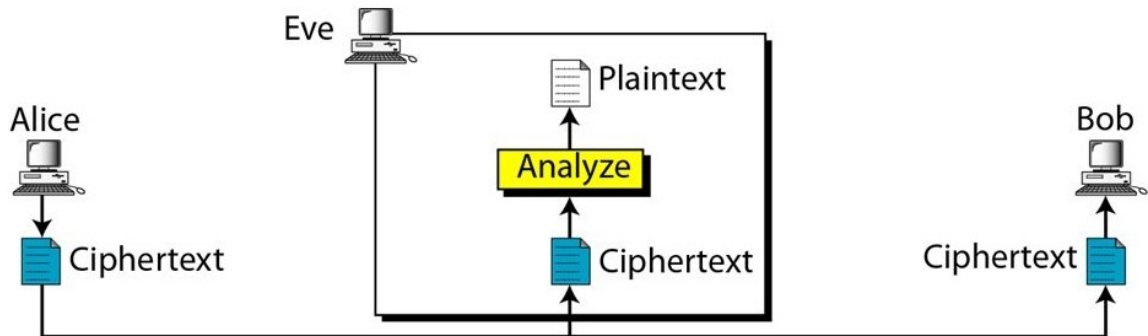 Eve
Plaintext
Alice
Bob
Analyze
Ciphertext
Ciphertext
Ciphertext